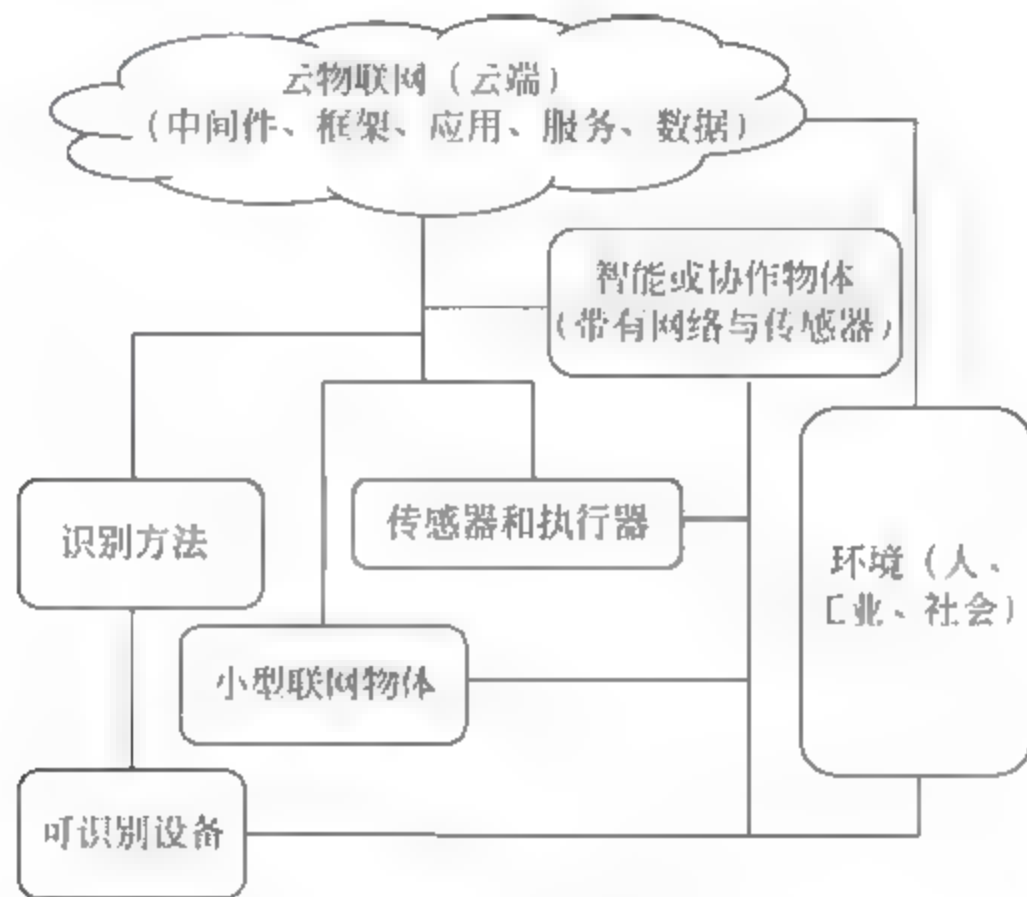 云物联网（云端）
（中间件、框架、应用、服务、数据）
智能或协作物体
（带有网络与传感器）
识别方法
传感器和执行器
环境（人、
工业、社会）
小型联网物体
可识别设备